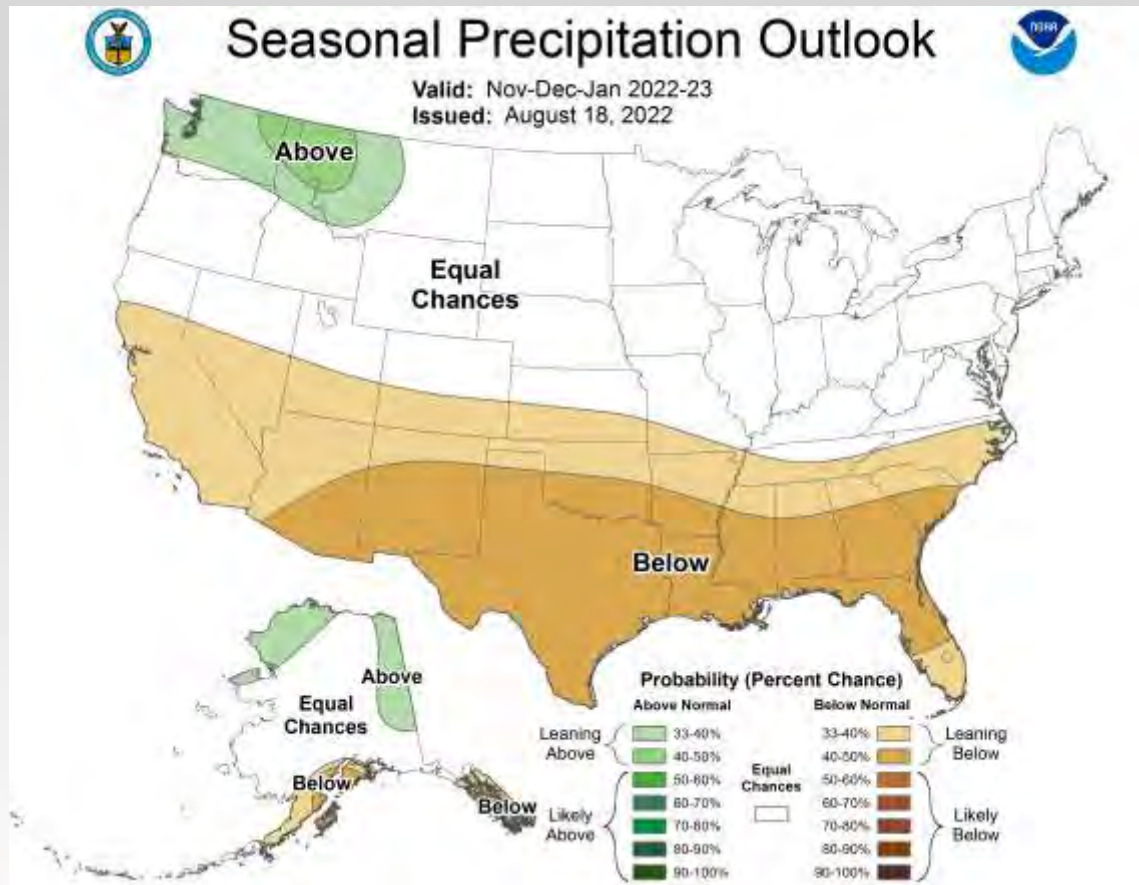 Seasonal Precipitation Outlook
NOAA
Valid: Nov-Dec-Jan 2022-23
Issued: August 18, 2022
Above
Equal
Chances
Below
Above
Equal
Chances
Below
Below
Probability (Percent Chance)
Above Normal
Below Normal
Leaning
Above
33-40%
40-50%
Likely
Above
50-60%
60-70%
70-80%
80-90%
90-100%
Equal
Chances
33-40%
40-50%
Leaning
Below
50-60%
60-70%
70-80%
80-90%
90-100%
Likely
Below